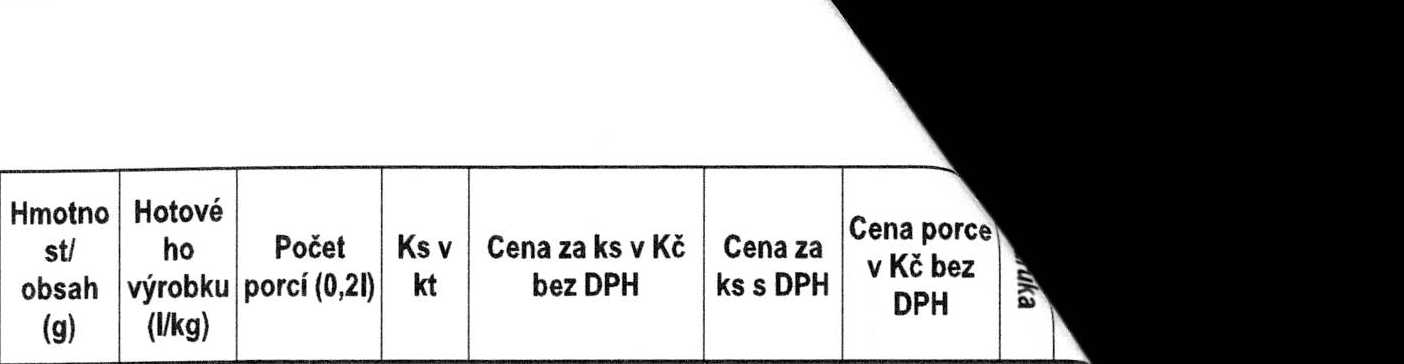 Hmotno
st/
obsah
(g)
Hotové
ho
výrobku
(l/kg)
Počet
porcí (0,2l)
Ks v
kt
Cena za ks v Kč
bez DPH
Cena za
ks s DPH
Cena porce
v Kč bez
DPH